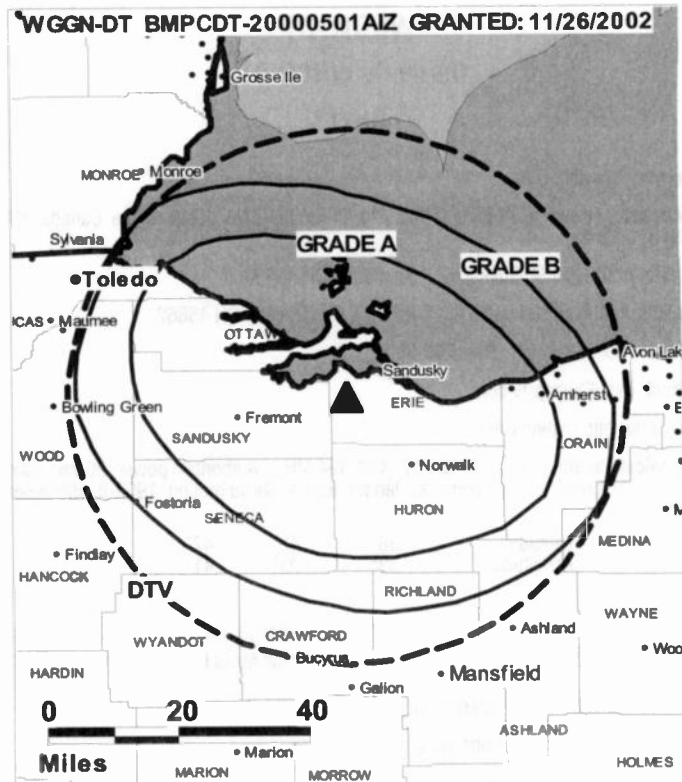 WGGN-DT BMPCDT-20000501AIZ GRANTED: 11/26/2002
Grosse Ile
MONROE Monroe
Sylvania
GRADE A
GRADE B
Toledo
UCAS Maumee
OTTAWA
Avon Lake
Sandusky
Amherst
ERIE
Bowling Green
Fremont
E
SANDUSKY
LORAIN
WOOD
Norwalk
Fostoria
SENECA
HURON
M
MEDINA
Findlay
HANCOCK
DTV
RICHLAND
WAYNE
WYANDOT
CRAWFORD
Ashland
Bucyrus
Woo
HARDIN
Mansfield
Galion
0 20 40
ASHLAND
Miles
Marion
MARION
MORROW
HOLMES